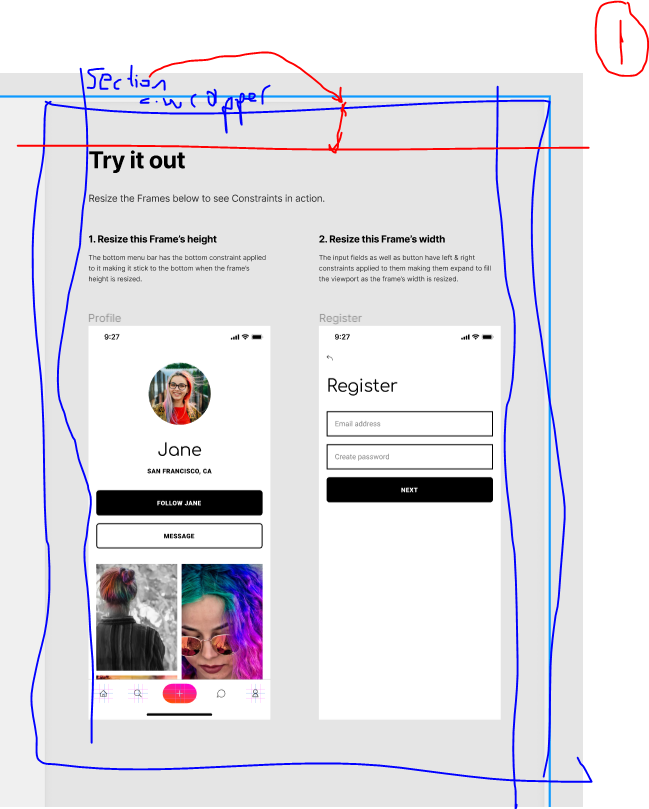 1
Section
wrapper
Try it out
Resize the Frames below to see Constraints in action.
1. Resize this Frame's height
The bottom menu bar has the bottom constraint applied
to it making it stick to the bottom when the frame's
height is resized.
2. Resize this Frame's width
The input fields as well as button have left & right
constraints applied to them making them expand to fill
the viewport as the frame's width is resized.
Profile
9:27
Jane
SAN FRANCISCO, CA
FOLLOW JANE
MESSAGE
Register
9:27
Register
Email address
Create password
NEXT